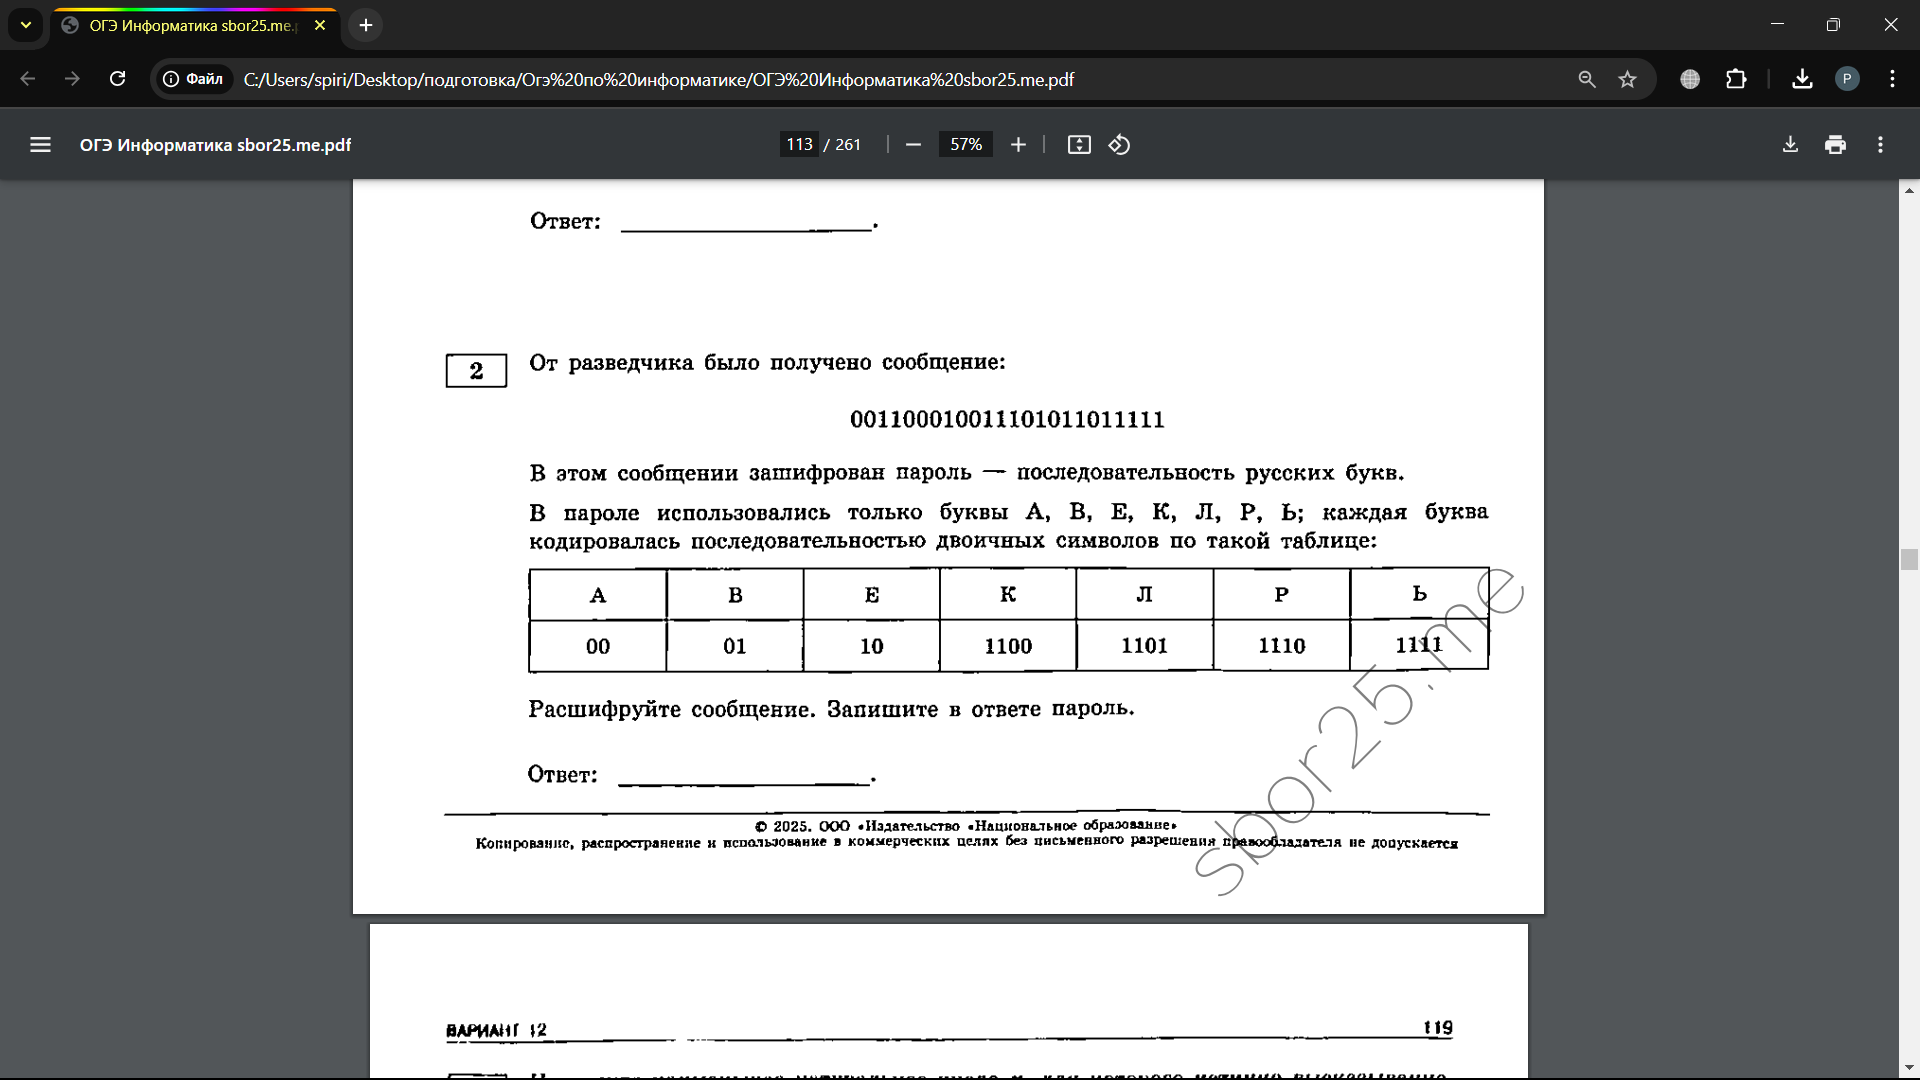 ОГЭ Информатика sbor25.me.p
Файл
C:/Users/spiri/Desktop/подготовка/Огэ%20по%20информатике/ОГЭ%20Информатика%20sbor25.me.pdf
P
ОГЭ Информатика sbor25.me.pdf
113 / 261
57%
Ответ: .
2
От разведчика было получено сообщение:
001100010011101011011111
В этом сообщении зашифрован пароль — последовательность русских букв.
В пароле использовались только буквы А, В, Е, К, Л, Р, Ь; каждая буква
кодировалась последовательностью двоичных символов по такой таблице:
А В Е К Л Р Ь
00 01 10 1100 1101 1110 1111
Расшифруйте сообщение. Запишите в ответе пароль.
Ответ: .
© 2025. ООО «Издательство «Национальное образование»
Копирование, распространение и использование в коммерческих целях без письменного разрешения правообладателя не допускается
sbor25.me
ВАРИАНТ 12
119